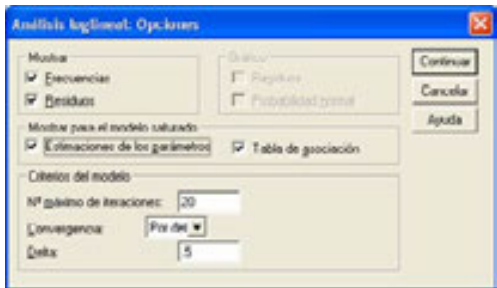 Análisis loglineal: Opciones
Mostrar
Frecuencias
Residuos
Gráfico
Residuos
Probabilidad normal
Continuar
Cancelar
Ayuda
Mostrar para el modelo saturado
Estimaciones de los parámetros
Tabla de asociación
Criterios del modelo
Nº máximo de iteraciones: 20
Convergencia: Por def
Delta: .5